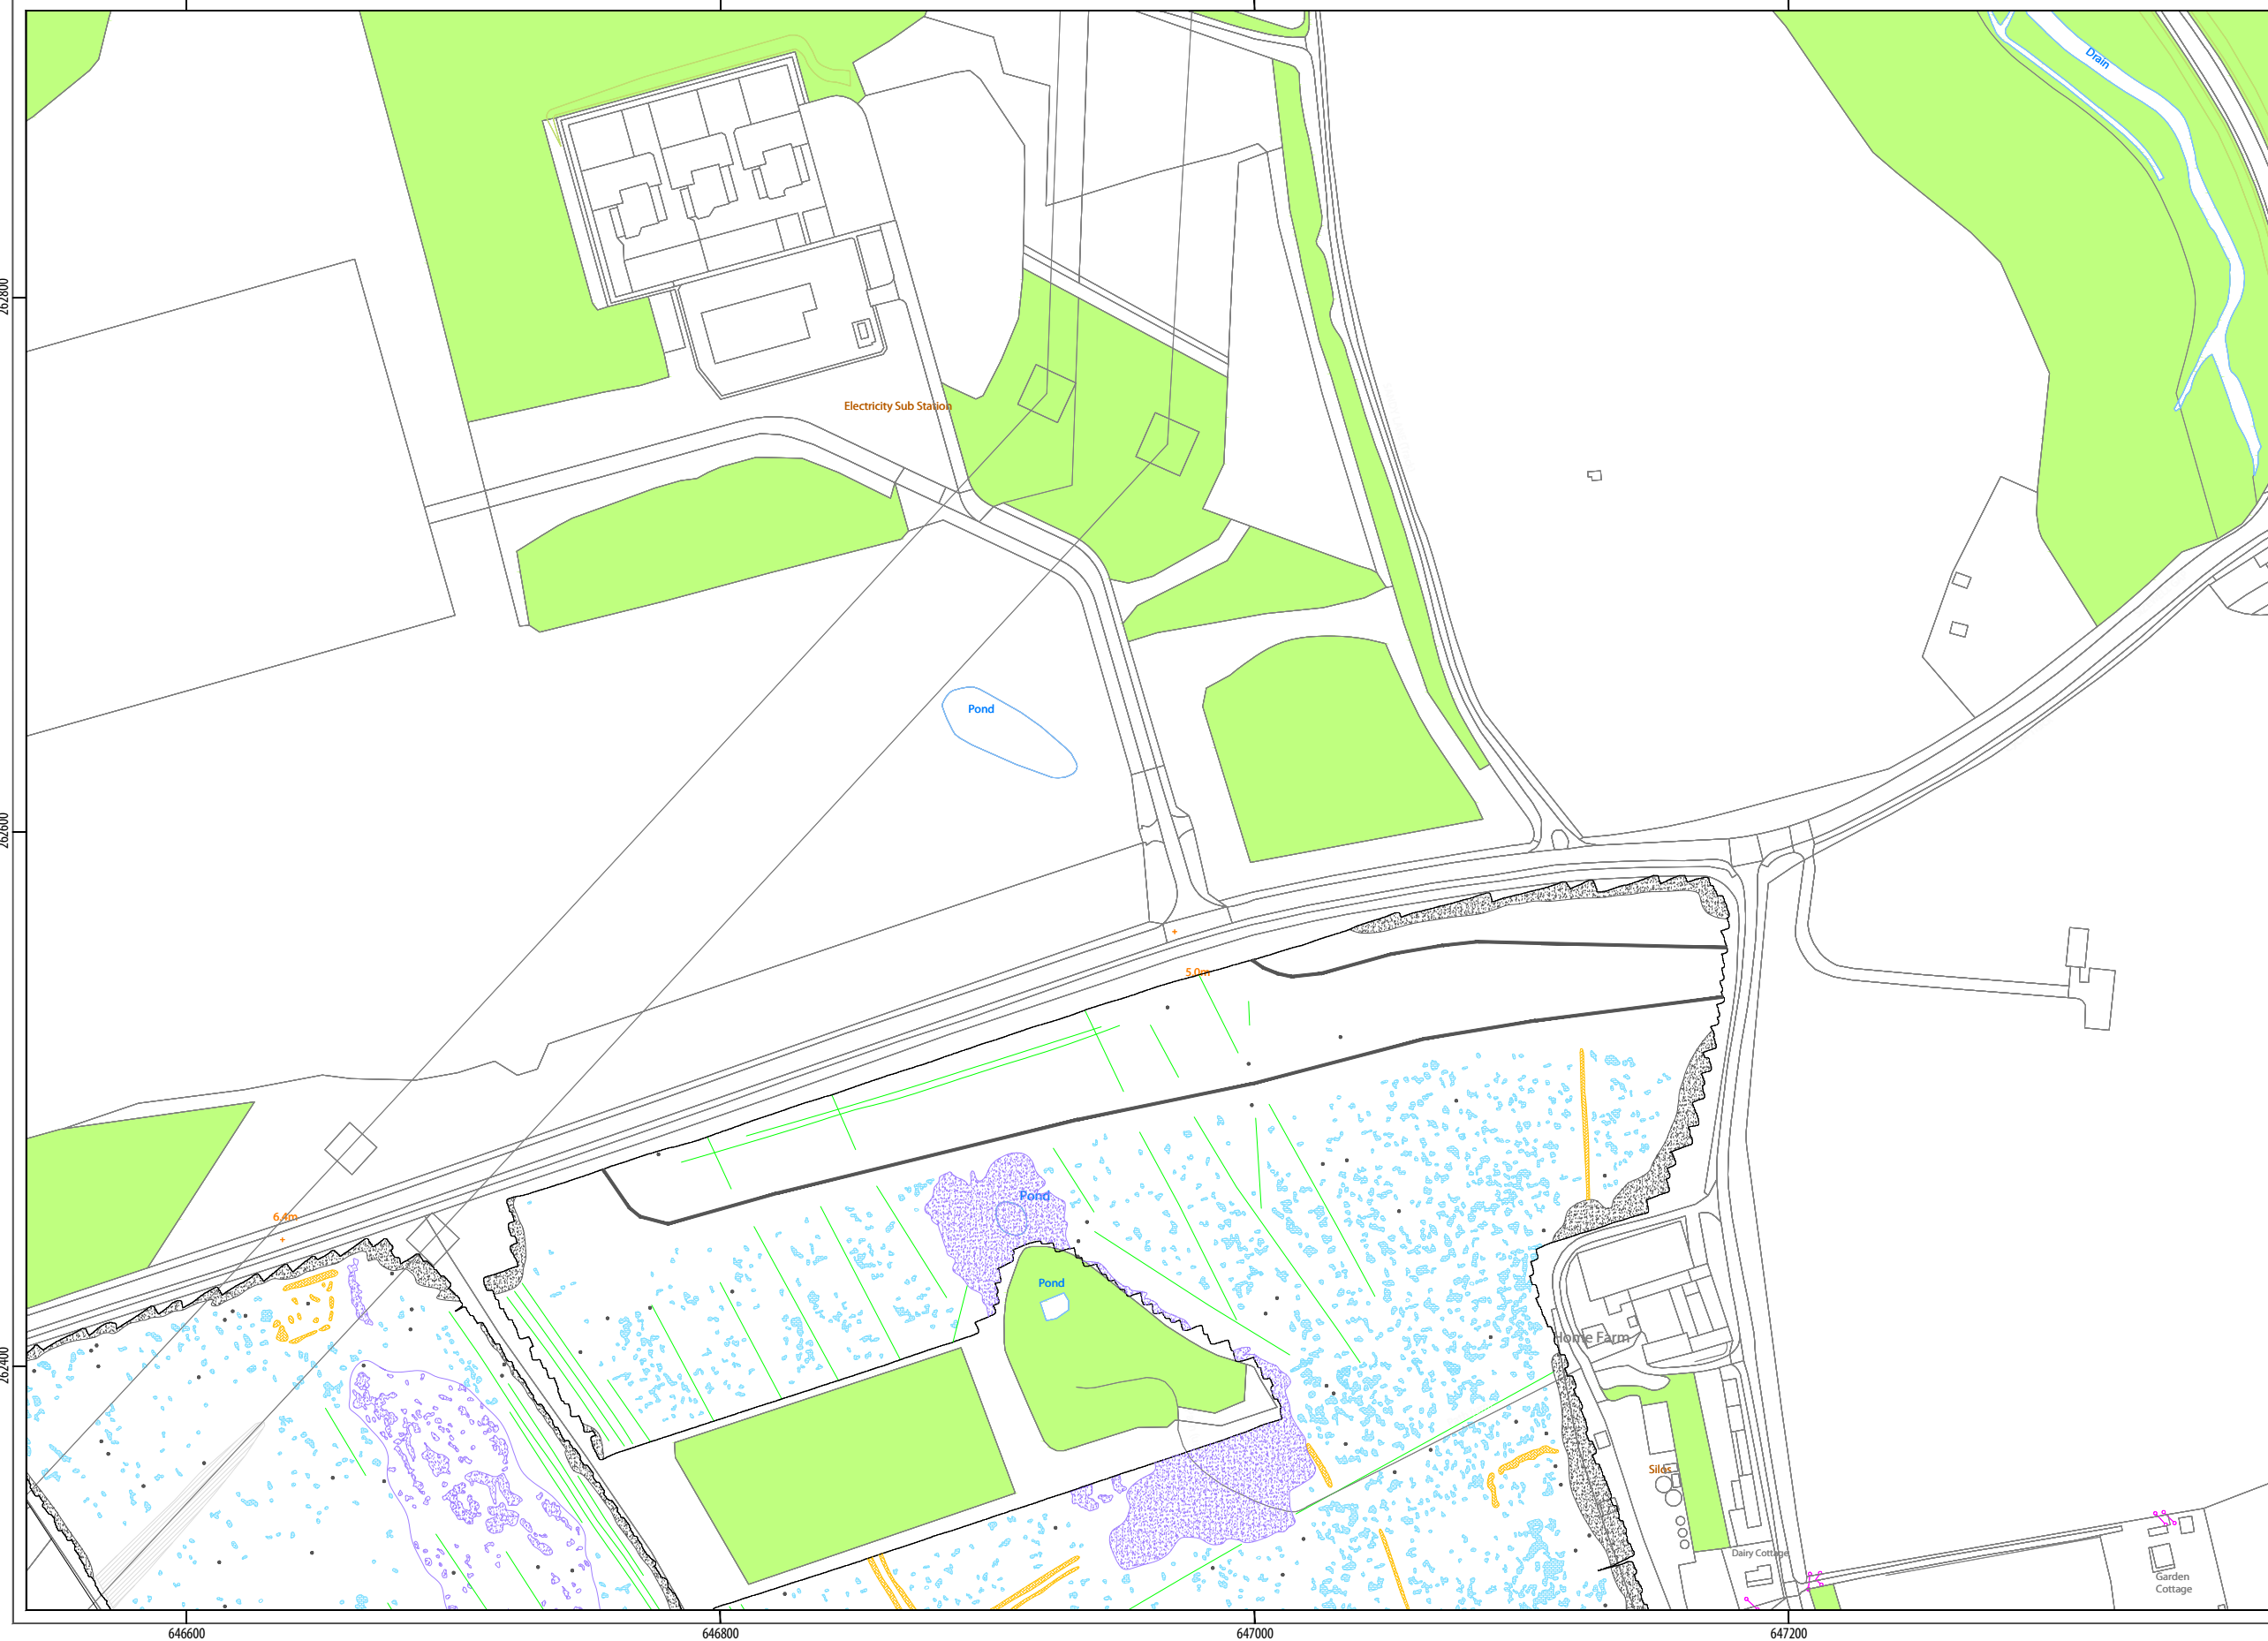 Drain
262800
Electricity Sub Station
Pond
262600
5.0m
Pond
6.4m
Pond
Home Farm
262400
Silos
Dairy Cottage
Garden
Cottage
646600
646800
647000
647200